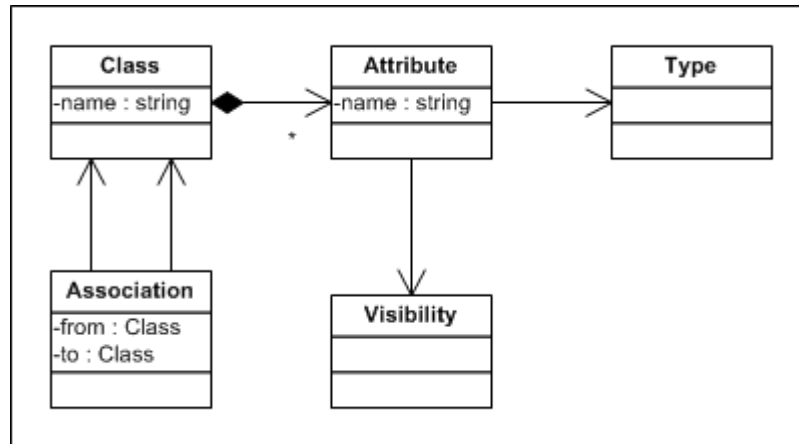 Class
-name : string
*
Attribute
-name : string
Type
Association
-from : Class
-to : Class
Visibility